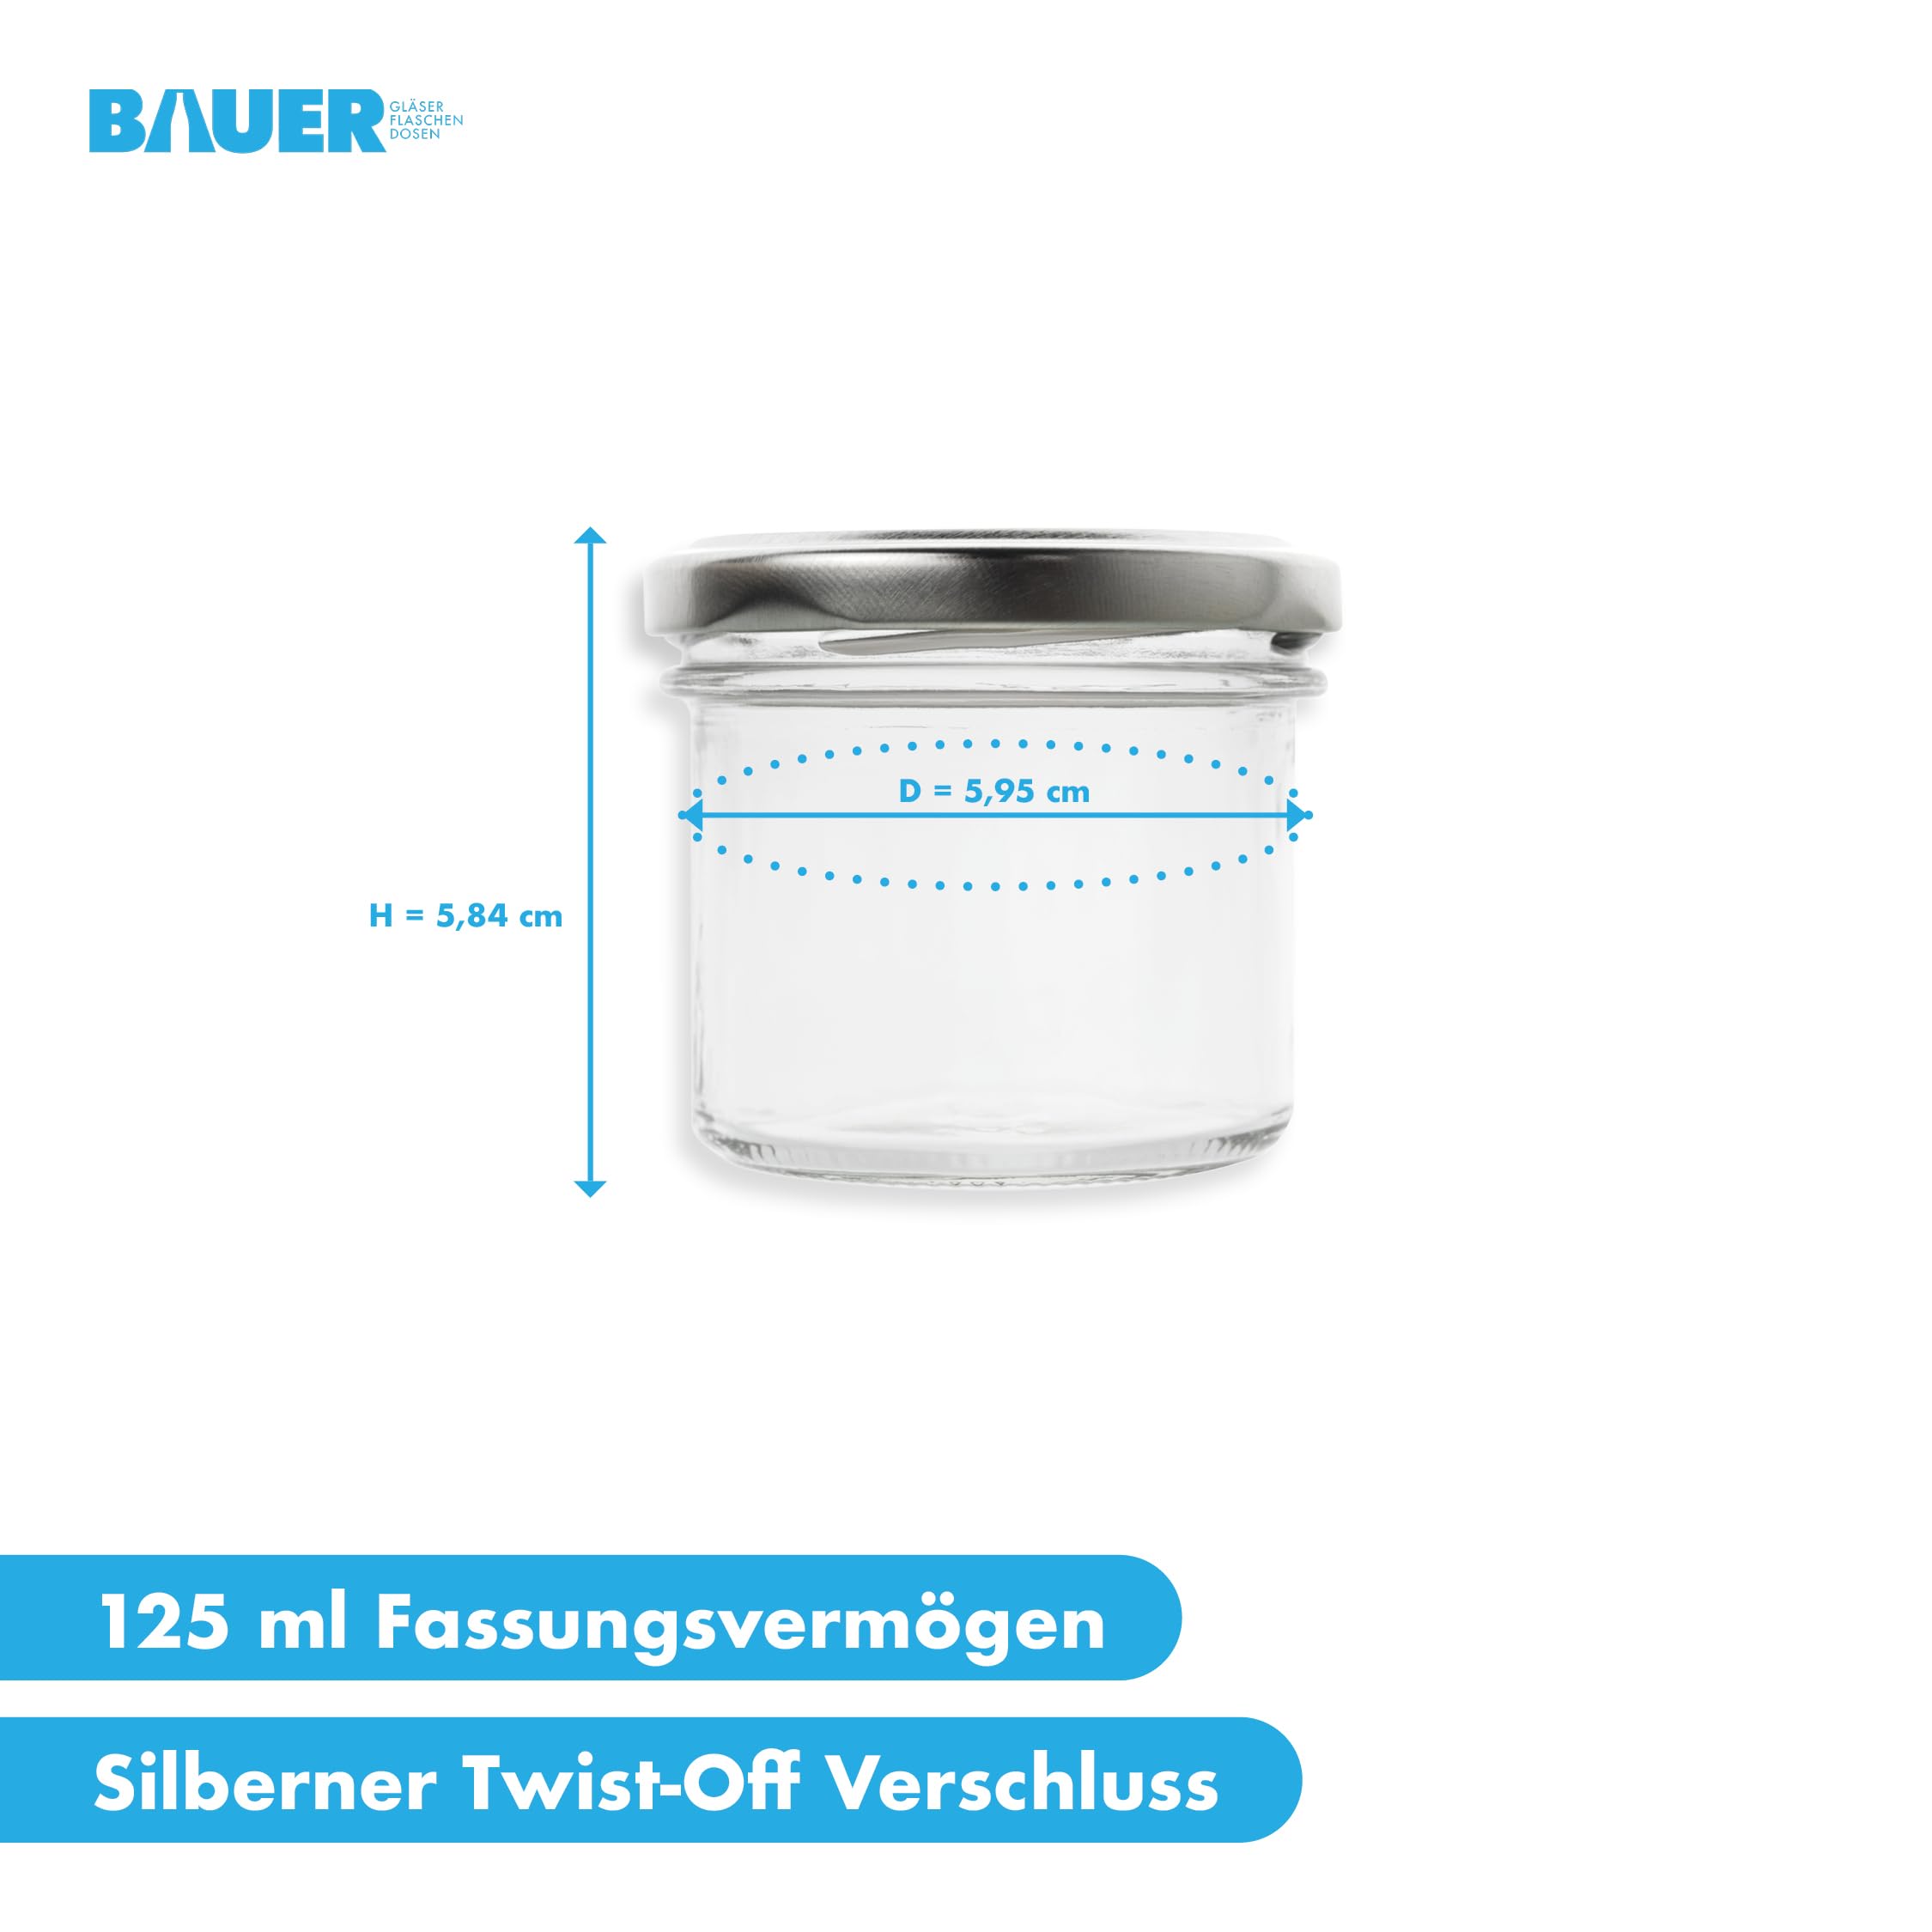 BAUER
GLÄSER
FLASCHEN
DOSEN
D = 5,95 cm
H = 5,84 cm
125 ml Fassungsvermögen
Silberner Twist-Off Verschluss